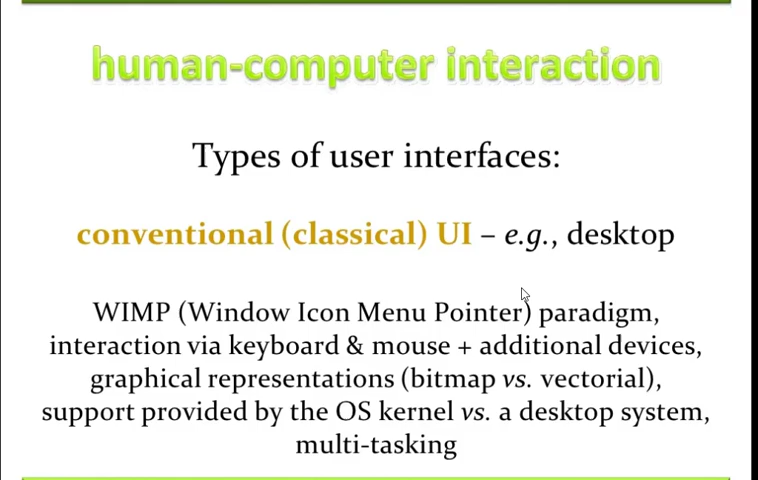 human-computer interaction
Types of user interfaces:
conventional (classical) UI – e.g., desktop
WIMP (Window Icon Menu Pointer) paradigm,
interaction via keyboard & mouse + additional devices,
graphical representations (bitmap vs. vectorial),
support provided by the OS kernel vs. a desktop system,
multi-tasking